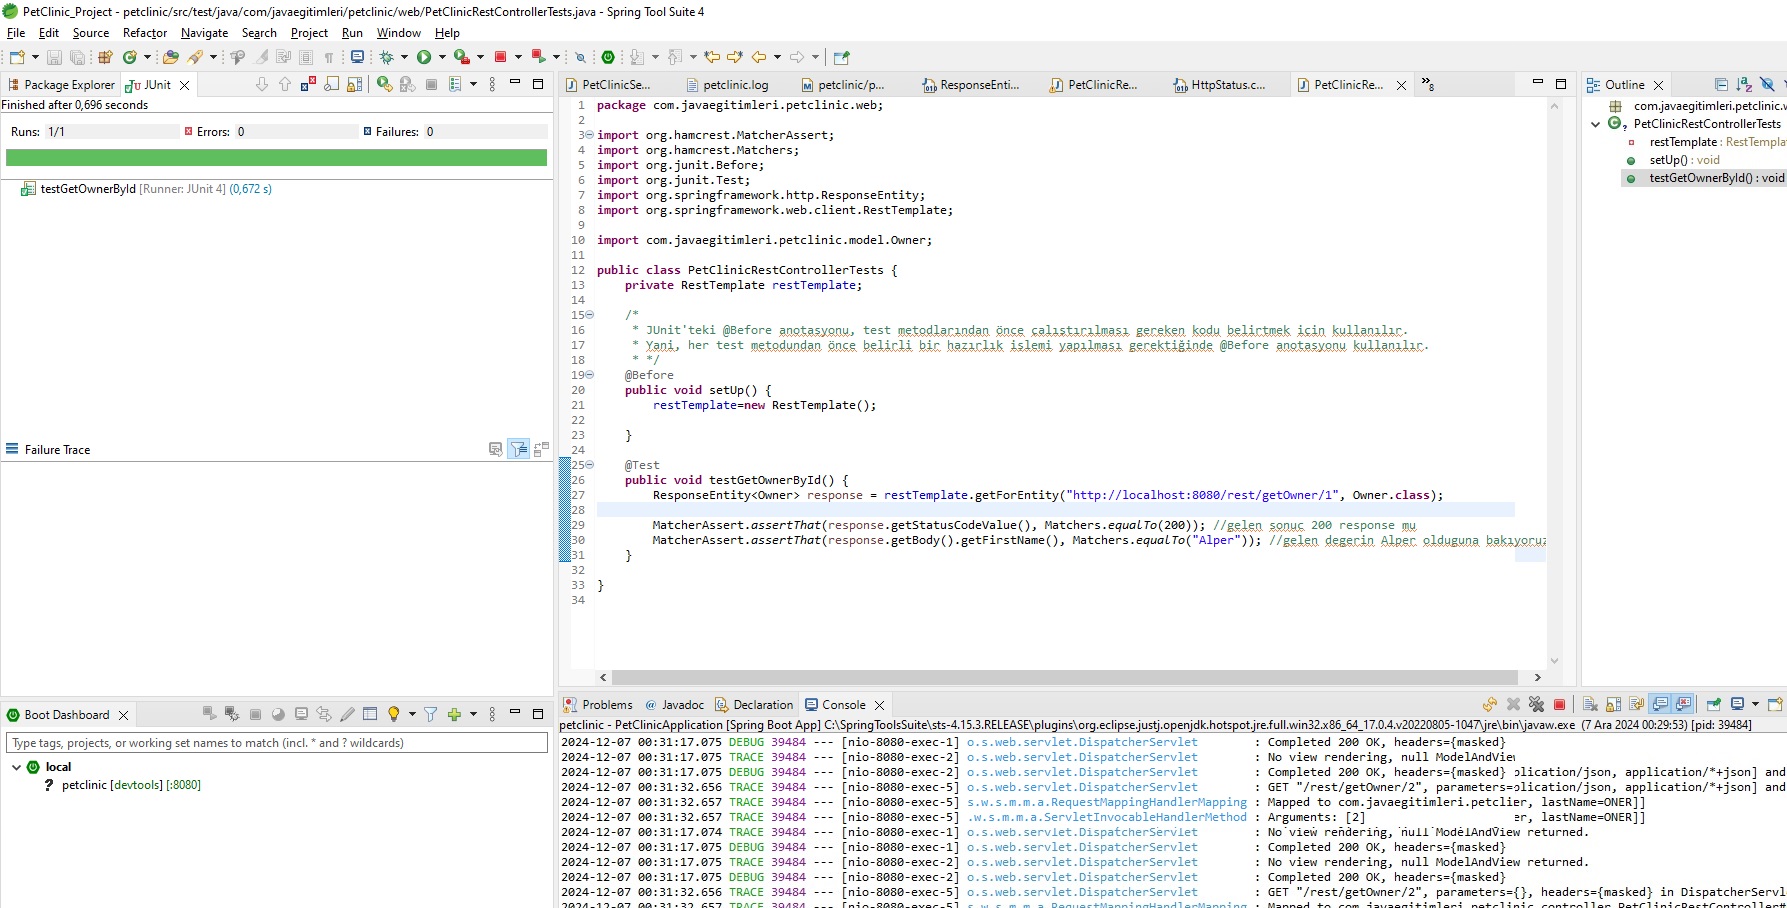 PetClinic_Project - petclinic/src/test/java/com/javaegitimleri/petclinic/web/PetClinicRestControllerTests.java - Spring Tool Suite 4
File Edit Source Refactor Navigate Search Project Run Window Help
Package Explorer JUnit
Finished after 0,696 seconds
Runs: 1/1 Errors: 0 Failures: 0
testGetOwnerById [Runner: JUnit 4] (0,672 s)
Failure Trace
PetClinicSe... petclinic.log petclinic/p... ResponseEnti... PetClinicRe... HttpStatus.c... PetClinicRe... »8
1 package com.javaegitimleri.petclinic.web;
2
3 import org.hamcrest.MatcherAssert;
4 import org.hamcrest.Matchers;
5 import org.junit.Before;
6 import org.junit.Test;
7 import org.springframework.http.ResponseEntity;
8 import org.springframework.web.client.RestTemplate;
9
10 import com.javaegitimleri.petclinic.model.Owner;
11
12 public class PetClinicRestControllerTests {
13 private RestTemplate restTemplate;
14
15 /*
16 * JUnit'teki @Before anotasyonu, test metodlarından önce çalıştırılması gereken kodu belirtmek için kullanılır.
17 * Yani, her test metodundan önce belirli bir hazırlık işlemi yapılması gerektiğinde @Before anotasyonu kullanılır.
18 * */
19 @Before
20 public void setUp() {
21 restTemplate=new RestTemplate();
22
23 }
24
25 @Test
26 public void testGetOwnerById() {
27 ResponseEntity<Owner> response = restTemplate.getForEntity("http://localhost:8080/rest/getOwner/1", Owner.class);
28
29 MatcherAssert.assertThat(response.getStatusCodeValue(), Matchers.equalTo(200)); //gelen sonuc 200 response mu
30 MatcherAssert.assertThat(response.getBody().getFirstName(), Matchers.equalTo("Alper")); //gelen degerin Alper olduguna bakıyoruz
31 }
32
33 }
34
Outline
com.javaegitimleri.petclinic.w
PetClinicRestControllerTests
restTemplate : RestTempla
setUp() : void
testGetOwnerById() : void
Boot Dashboard
Type tags, projects, or working set names to match (incl. * and ? wildcards)
local
petclinic [devtools] [:8080]
Problems @ Javadoc Declaration Console
petclinic - PetClinicApplication [Spring Boot App] C:\SpringToolsSuite\sts-4.15.3.RELEASE\plugins\org.eclipse.justj.openjdk.hotspot.jre.full.win32.x86_64_17.0.4.v20220805-1047\jre\bin\javaw.exe (7 Ara 2024 00:29:53) [pid: 39484]
2024-12-07 00:31:17.075 DEBUG 39484 --- [nio-8080-exec-1] o.s.web.servlet.DispatcherServlet : Completed 200 OK, headers={masked}
2024-12-07 00:31:17.075 TRACE 39484 --- [nio-8080-exec-2] o.s.web.servlet.DispatcherServlet : No view rendering, null ModelAndView
2024-12-07 00:31:17.075 DEBUG 39484 --- [nio-8080-exec-2] o.s.web.servlet.DispatcherServlet : Completed 200 OK, headers={masked} plication/json, application/*+json] and
2024-12-07 00:31:32.656 TRACE 39484 --- [nio-8080-exec-5] o.s.web.servlet.DispatcherServlet : GET "/rest/getOwner/2", parameters=plication/json, application/*+json] and
2024-12-07 00:31:32.657 TRACE 39484 --- [nio-8080-exec-5] s.w.s.m.m.a.RequestMappingHandlerMapping : Mapped to com.javaegitimleri.petclier, lastName=ONER]]
2024-12-07 00:31:32.657 TRACE 39484 --- [nio-8080-exec-5] .w.s.m.m.a.ServletInvocableHandlerMethod : Arguments: [2] er, lastName=ONER]]
2024-12-07 00:31:17.074 TRACE 39484 --- [nio-8080-exec-1] o.s.web.servlet.DispatcherServlet : No view rendering, null ModelAndView returned.
2024-12-07 00:31:17.075 DEBUG 39484 --- [nio-8080-exec-1] o.s.web.servlet.DispatcherServlet : Completed 200 OK, headers={masked}
2024-12-07 00:31:17.075 TRACE 39484 --- [nio-8080-exec-2] o.s.web.servlet.DispatcherServlet : No view rendering, null ModelAndView returned.
2024-12-07 00:31:17.075 DEBUG 39484 --- [nio-8080-exec-2] o.s.web.servlet.DispatcherServlet : Completed 200 OK, headers={masked}
2024-12-07 00:31:32.656 TRACE 39484 --- [nio-8080-exec-5] o.s.web.servlet.DispatcherServlet : GET "/rest/getOwner/2", parameters={}, headers={masked} in DispatcherServl
2024-12-07 00:31:32.657 TRACE 39484 --- [nio-8080-exec-5] s.w.s.m.m.a.RequestMappingHandlerMapping : Mapped to com.javaegitimleri.petclinic.controller.PetClinicRestController#